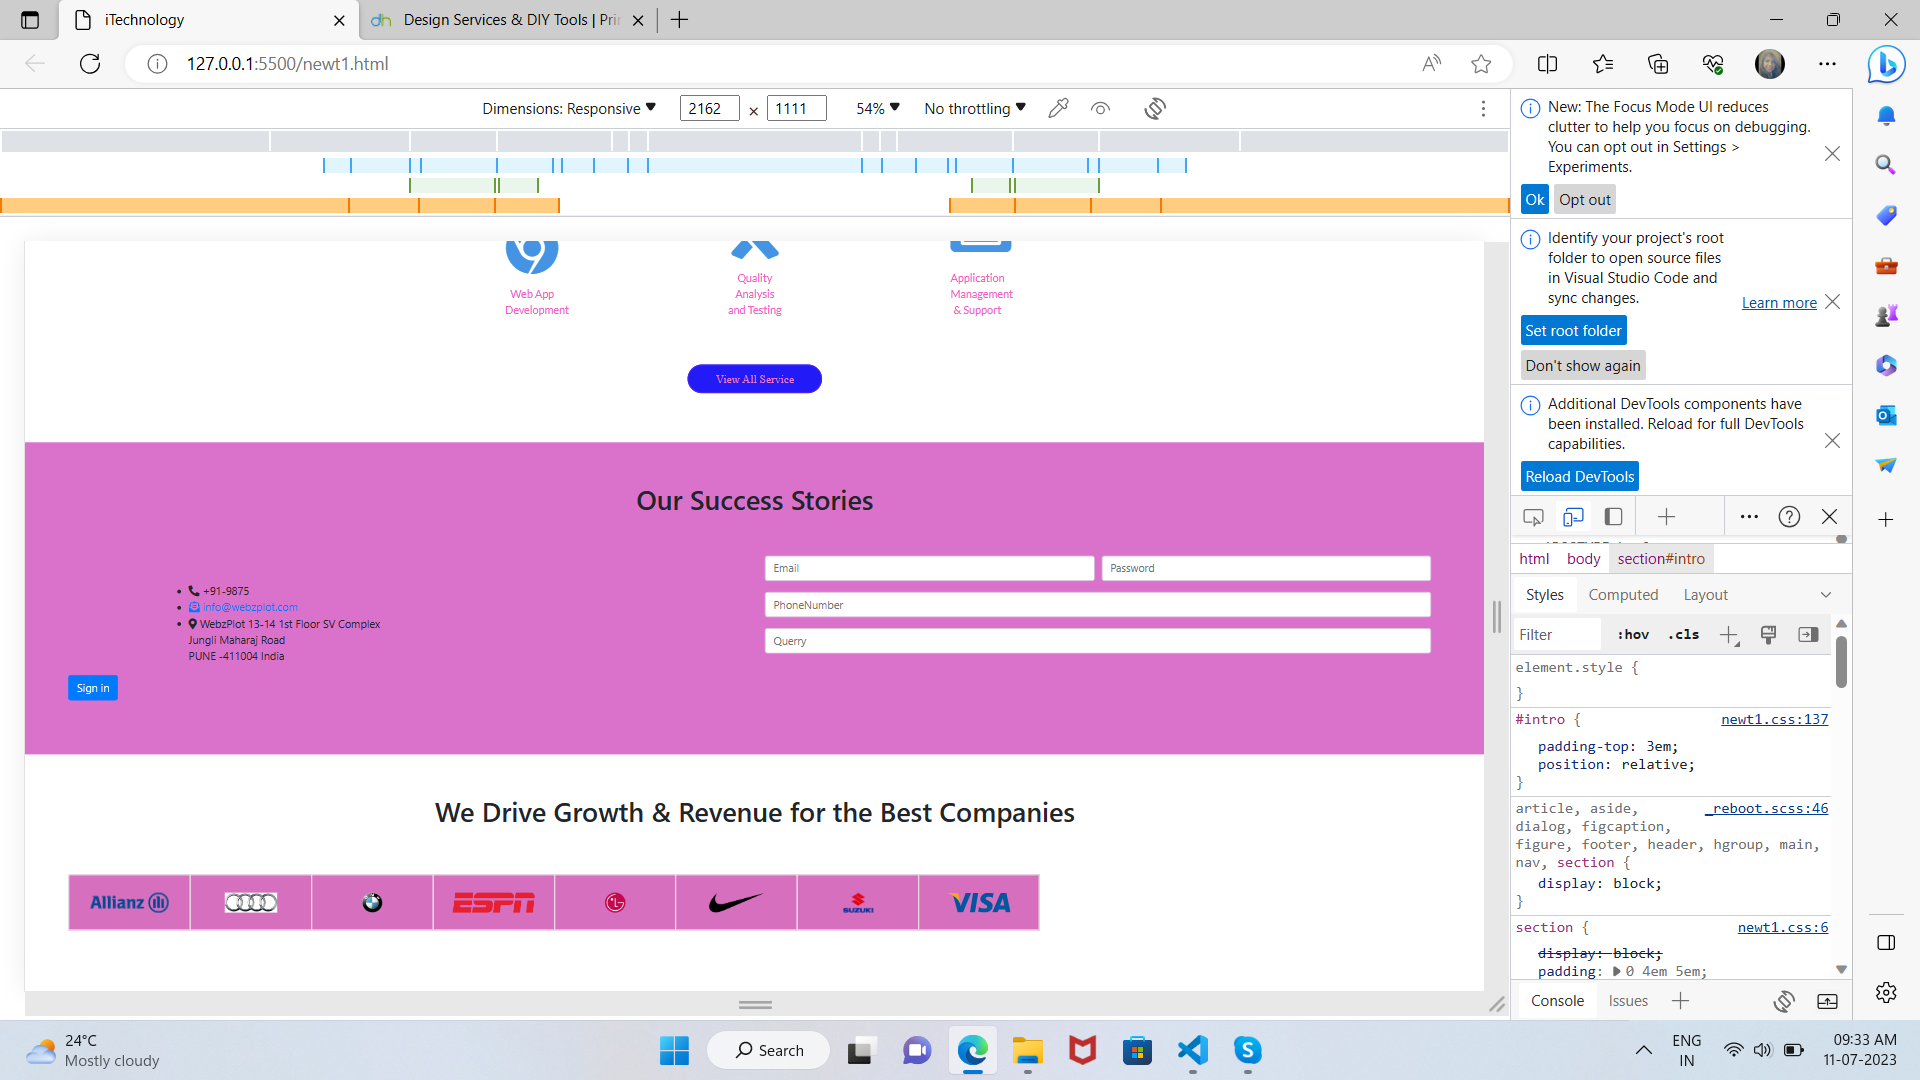 iTechnology
Design Services & DIY Tools | Pri
127.0.0.1:5500/newt1.html
Dimensions: Responsive
2162
×
1111
54%
No throttling
Web App
Development
Quality
Analysis
and Testing
Application
Management
& Support
View All Service
Our Success Stories
+91-9875
info@webzplot.com
WebzPlot 13-14 1st Floor SV Complex
Jungli Maharaj Road
PUNE -411004 India
Email
Password
PhoneNumber
Querry
Sign in
We Drive Growth & Revenue for the Best Companies
Allianz
ESPN
LG
SUZUKI
VISA
New: The Focus Mode UI reduces
clutter to help you focus on debugging.
You can opt out in Settings >
Experiments.
Ok
Opt out
Identify your project's root
folder to open source files
in Visual Studio Code and
sync changes.
Learn more
Set root folder
Don't show again
Additional DevTools components have
been installed. Reload for full DevTools
capabilities.
Reload DevTools
html body section#intro
Styles Computed Layout
Filter :hov .cls
element.style {
}
#intro { newt1.css:137
padding-top: 3em;
position: relative;
}
article, aside, _reboot.scss:46
dialog, figcaption,
figure, footer, header, hgroup, main,
nav, section {
display: block;
}
section { newt1.css:6
display: block;
padding: 0 4em 5em;
Console Issues
24°C
Mostly cloudy
Search
ENG
IN
09:33 AM
11-07-2023